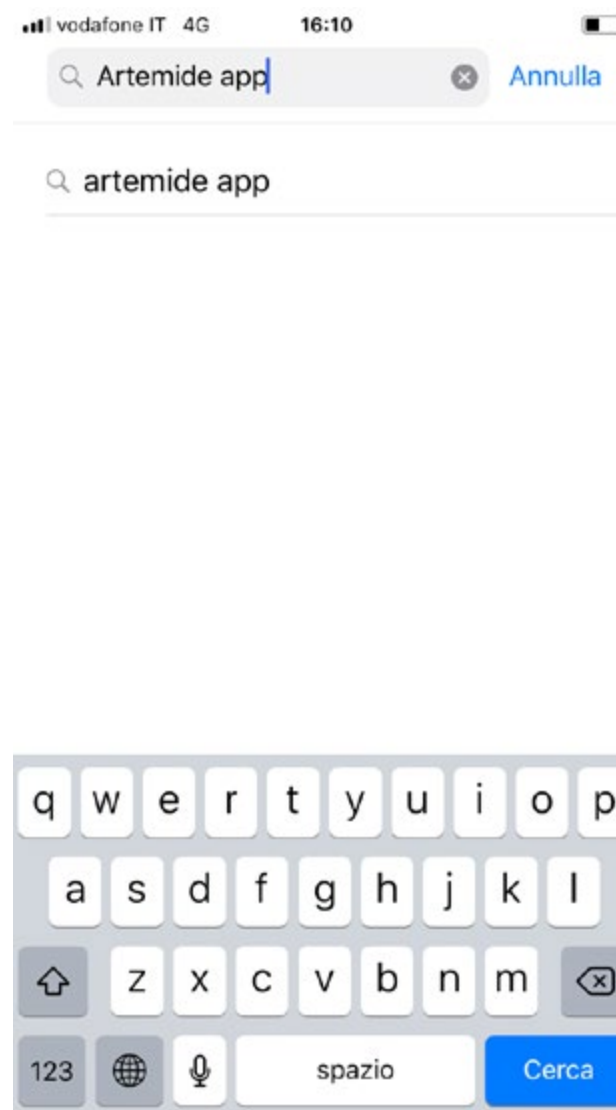 vodafone IT 4G 16:10
Artemide app Annulla
artemide app
q w e r t y u i o p
a s d f g h j k l
z x c v b n m
123 spazio Cerca